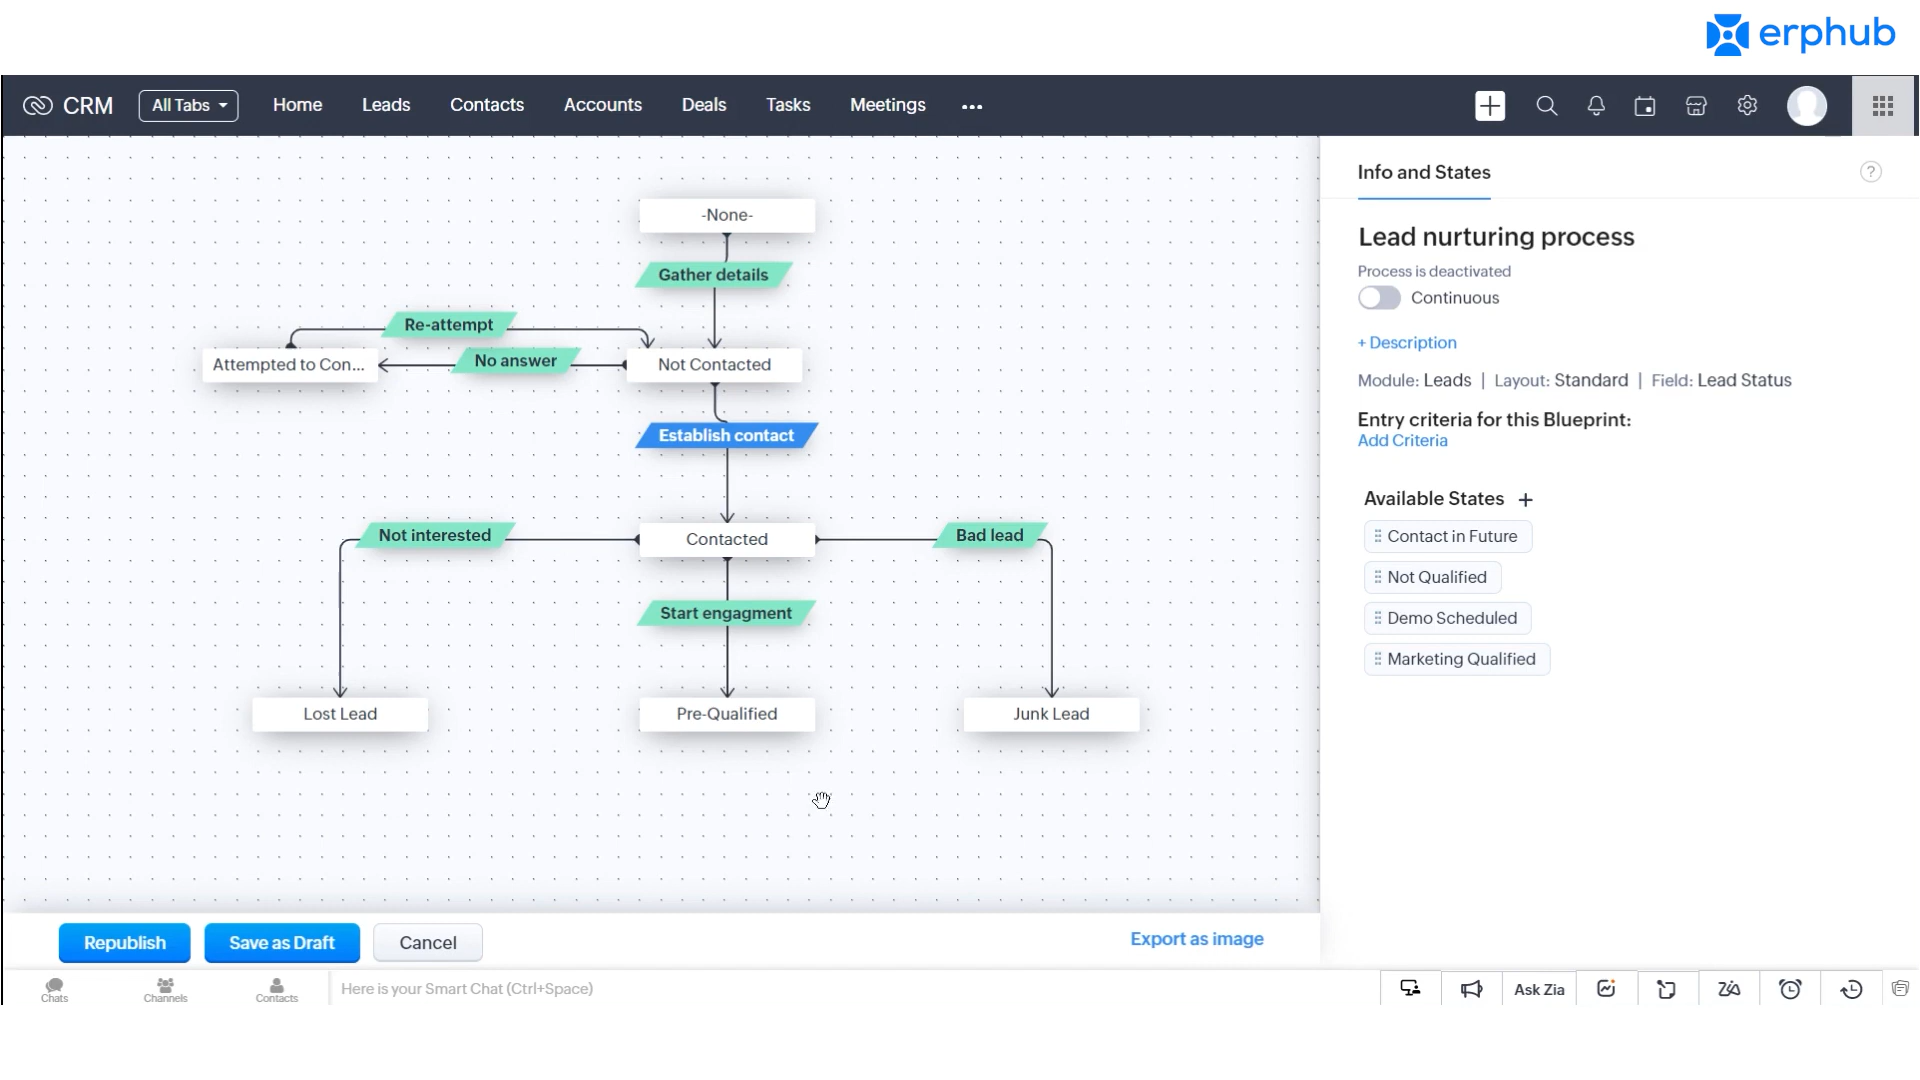 erphub
CRM All Tabs Home Leads Contacts Accounts Deals Tasks Meetings
-None-
Gather details
Re-attempt
Attempted to Con... No answer Not Contacted
Establish contact
Not interested Contacted Bad lead
Start engagment
Lost Lead Pre-Qualified Junk Lead
Republish Save as Draft Cancel Export as image
Info and States ?
Lead nurturing process
Process is deactivated
Continuous
+ Description
Module: Leads | Layout: Standard | Field: Lead Status
Entry criteria for this Blueprint:
Add Criteria
Available States +
Contact in Future
Not Qualified
Demo Scheduled
Marketing Qualified
Chats Channels Contacts Here is your Smart Chat (Ctrl+Space) Ask Zia